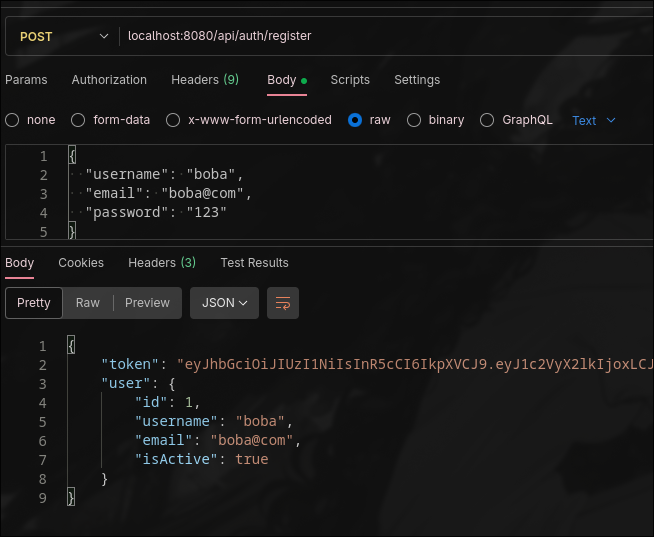 POST localhost:8080/api/auth/register
Params Authorization Headers (9) Body Scripts Settings
none form-data x-www-form-urlencoded raw binary GraphQL Text
1 {
2 "username": "boba",
3 "email": "boba@com",
4 "password": "123"
5 }
Body Cookies Headers (3) Test Results
Pretty Raw Preview JSON
1 {
2 "token": "eyJhbGciOiJIUzI1NiIsInR5cCI6IkpXVCJ9.eyJ1c2VyX2lkIjoxLCJ
3 "user": {
4 "id": 1,
5 "username": "boba",
6 "email": "boba@com",
7 "isActive": true
8 }
9 }